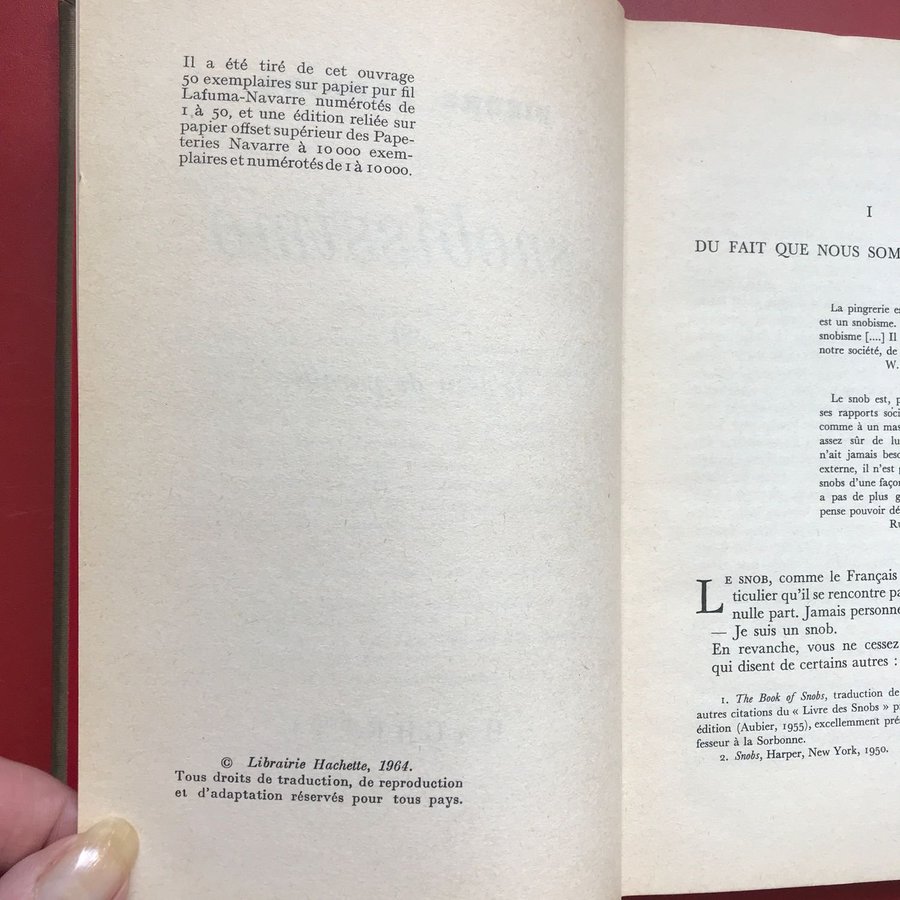 Il a été tiré de cet ouvrage
50 exemplaires sur papier pur fil
Lafuma-Navarre numérotés de
1 à 50, et une édition reliée sur
papier offset supérieur des Pape-
teries Navarre à 10 000 exem-
plaires et numérotés de 1 à 10 000.
© Librairie Hachette, 1964.
Tous droits de traduction, de reproduction
et d'adaptation réservés pour tous pays.
I
DU FAIT QUE NOUS SOM
La pingrerie es
est un snobisme.
snobisme [....] Il
notre société, de
W.
Le snob est, p
ses rapports soci
comme à un mas
assez sûr de lu
n'ait jamais beso
externe, il n'est p
snobs d'une façon
a pas de plus g
pense pouvoir dé
Ru
LE SNOB, comme le Français
ticulier qu'il se rencontre pa
nulle part. Jamais personne
— Je suis un snob.
En revanche, vous ne cessez
qui disent de certains autres :
1. The Book of Snobs, traduction de
autres citations du « Livre des Snobs » pr
édition (Aubier, 1955), excellemment pré
fesseur à la Sorbonne.
2. Snobs, Harper, New York, 1950.